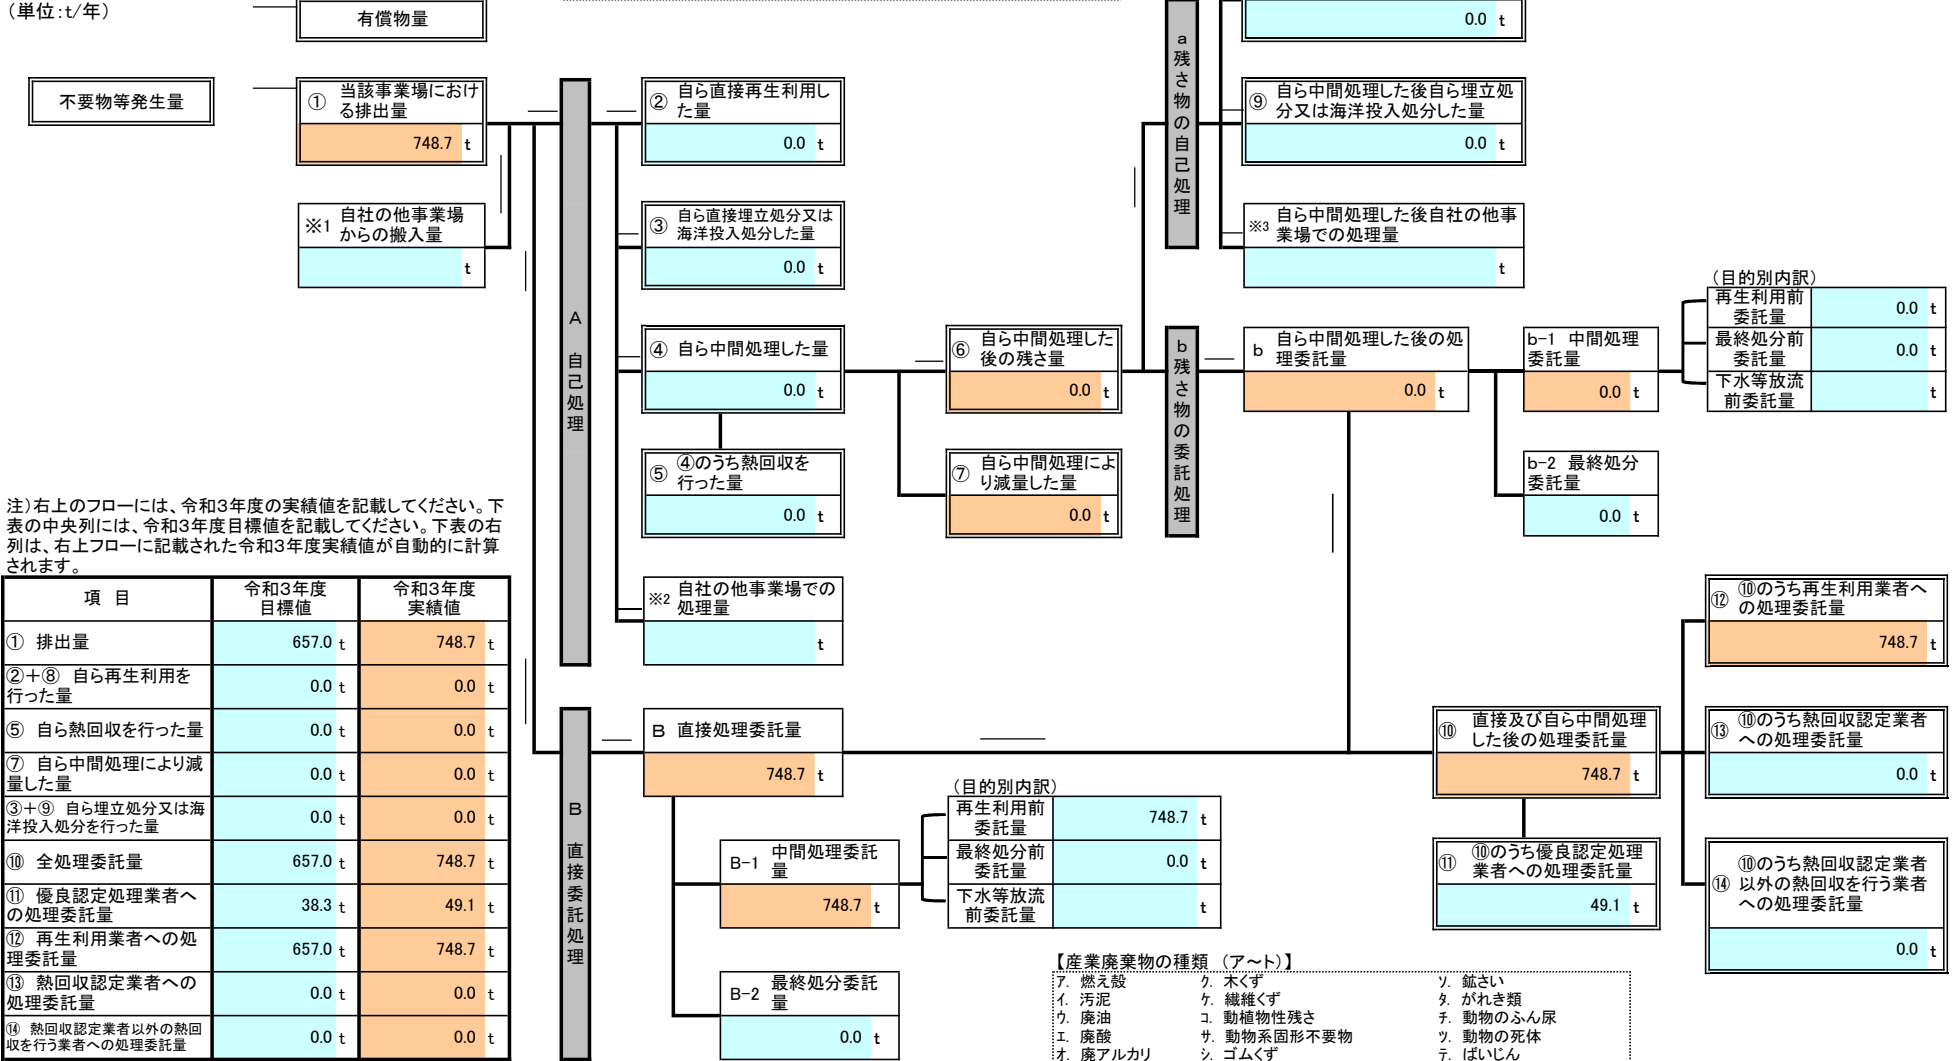 （単位：t/年）
有償物量
0.0 t
不要物等発生量
① 当該事業場におけ
る排出量
748.7 t
※1 自社の他事業場
からの搬入量
t
A 自己処理
② 自ら直接再生利用し
た量
0.0 t
③ 自ら直接埋立処分又は
海洋投入処分した量
0.0 t
④ 自ら中間処理した量
0.0 t
⑤ ④のうち熱回収を
行った量
0.0 t
※2 自社の他事業場での
処理量
t
⑥ 自ら中間処理した
後の残さ量
0.0 t
⑦ 自ら中間処理によ
り減量した量
0.0 t
a 残さ物の自己処理
⑨ 自ら中間処理した後自ら埋立処
分又は海洋投入処分した量
0.0 t
※3 自ら中間処理した後自社の他事
業場での処理量
t
b 残さ物の委託処理
b 自ら中間処理した後の処
理委託量
0.0 t
b-1 中間処理
委託量
0.0 t
b-2 最終処分
委託量
0.0 t
（目的別内訳）
再生利用前
委託量
0.0 t
最終処分前
委託量
0.0 t
下水等放流
前委託量
t
注）右上のフローには、令和3年度の実績値を記載してください。下
表の中央列には、令和3年度目標値を記載してください。下表の右
列は、右上フローに記載された令和3年度実績値が自動的に計算
されます。
項 目 令和3年度 目標値 令和3年度 実績値
① 排出量 657.0 t 748.7 t
②＋⑧ 自ら再生利用を
行った量 0.0 t 0.0 t
⑤ 自ら熱回収を行った量 0.0 t 0.0 t
⑦ 自ら中間処理により減
量した量 0.0 t 0.0 t
③＋⑨ 自ら埋立処分又は海
洋投入処分を行った量 0.0 t 0.0 t
⑩ 全処理委託量 657.0 t 748.7 t
⑪ 優良認定処理業者へ
の処理委託量 38.3 t 49.1 t
⑫ 再生利用業者への処
理委託量 657.0 t 748.7 t
⑬ 熱回収認定業者への
処理委託量 0.0 t 0.0 t
⑭ 熱回収認定業者以外の熱回
収を行う業者への処理委託量 0.0 t 0.0 t
B 直接委託処理
B 直接処理委託量
748.7 t
B-1 中間処理委託
量
748.7 t
B-2 最終処分委託
量
0.0 t
（目的別内訳）
再生利用前
委託量
748.7 t
最終処分前
委託量
0.0 t
下水等放流
前委託量
t
⑩ 直接及び自ら中間処理
した後の処理委託量
748.7 t
⑪ ⑩のうち優良認定処理
業者への処理委託量
49.1 t
⑫ ⑩のうち再生利用業者へ
の処理委託量
748.7 t
⑬ ⑩のうち熱回収認定業者
への処理委託量
0.0 t
⑭ ⑩のうち熱回収認定業者
以外の熱回収を行う業者
への処理委託量
0.0 t
【産業廃棄物の種類 （ア～ト）】
ア. 燃え殻 ク. 木くず ソ. 鉱さい
イ. 汚泥 ケ. 繊維くず タ. がれき類
ウ. 廃油 コ. 動植物性残さ チ. 動物のふん尿
エ. 廃酸 サ. 動物系固形不要物 ツ. 動物の死体
オ. 廃アルカリ シ. ゴムくず テ. ばいじん